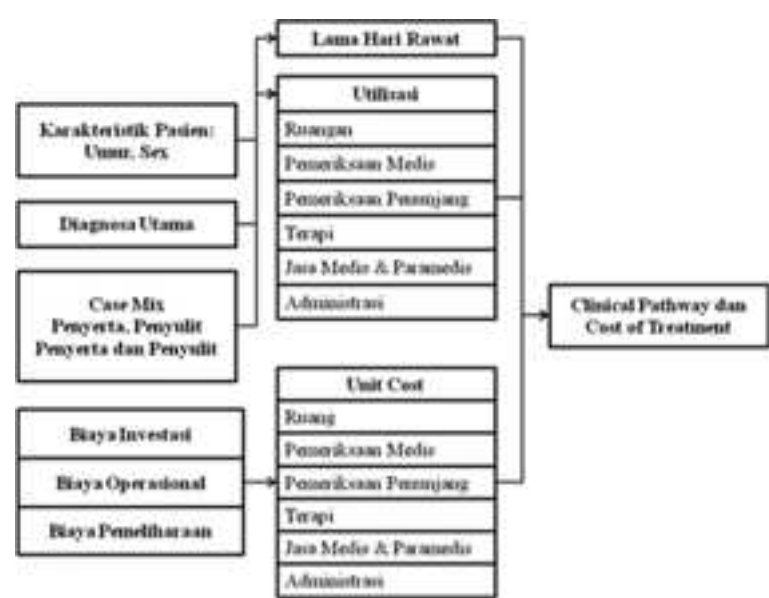 Lama Hari Rawat
Karakteristik Pasien:
Umur, Sex
Diagnosa Utama
Case Mix
Penyerta, Penyulit
Penyerta dan Penyulit
Utilisasi
Ruangan
Pemeriksaan Medis
Pemeriksaan Penunjang
Terapi
Jasa Medis & Paramedis
Administrasi
Biaya Investasi
Biaya Operasional
Biaya Pemeliharaan
Unit Cost
Ruang
Pemeriksaan Medis
Pemeriksaan Penunjang
Terapi
Jasa Medis & Paramedis
Administrasi
Clinical Pathway dan
Cost of Treatment